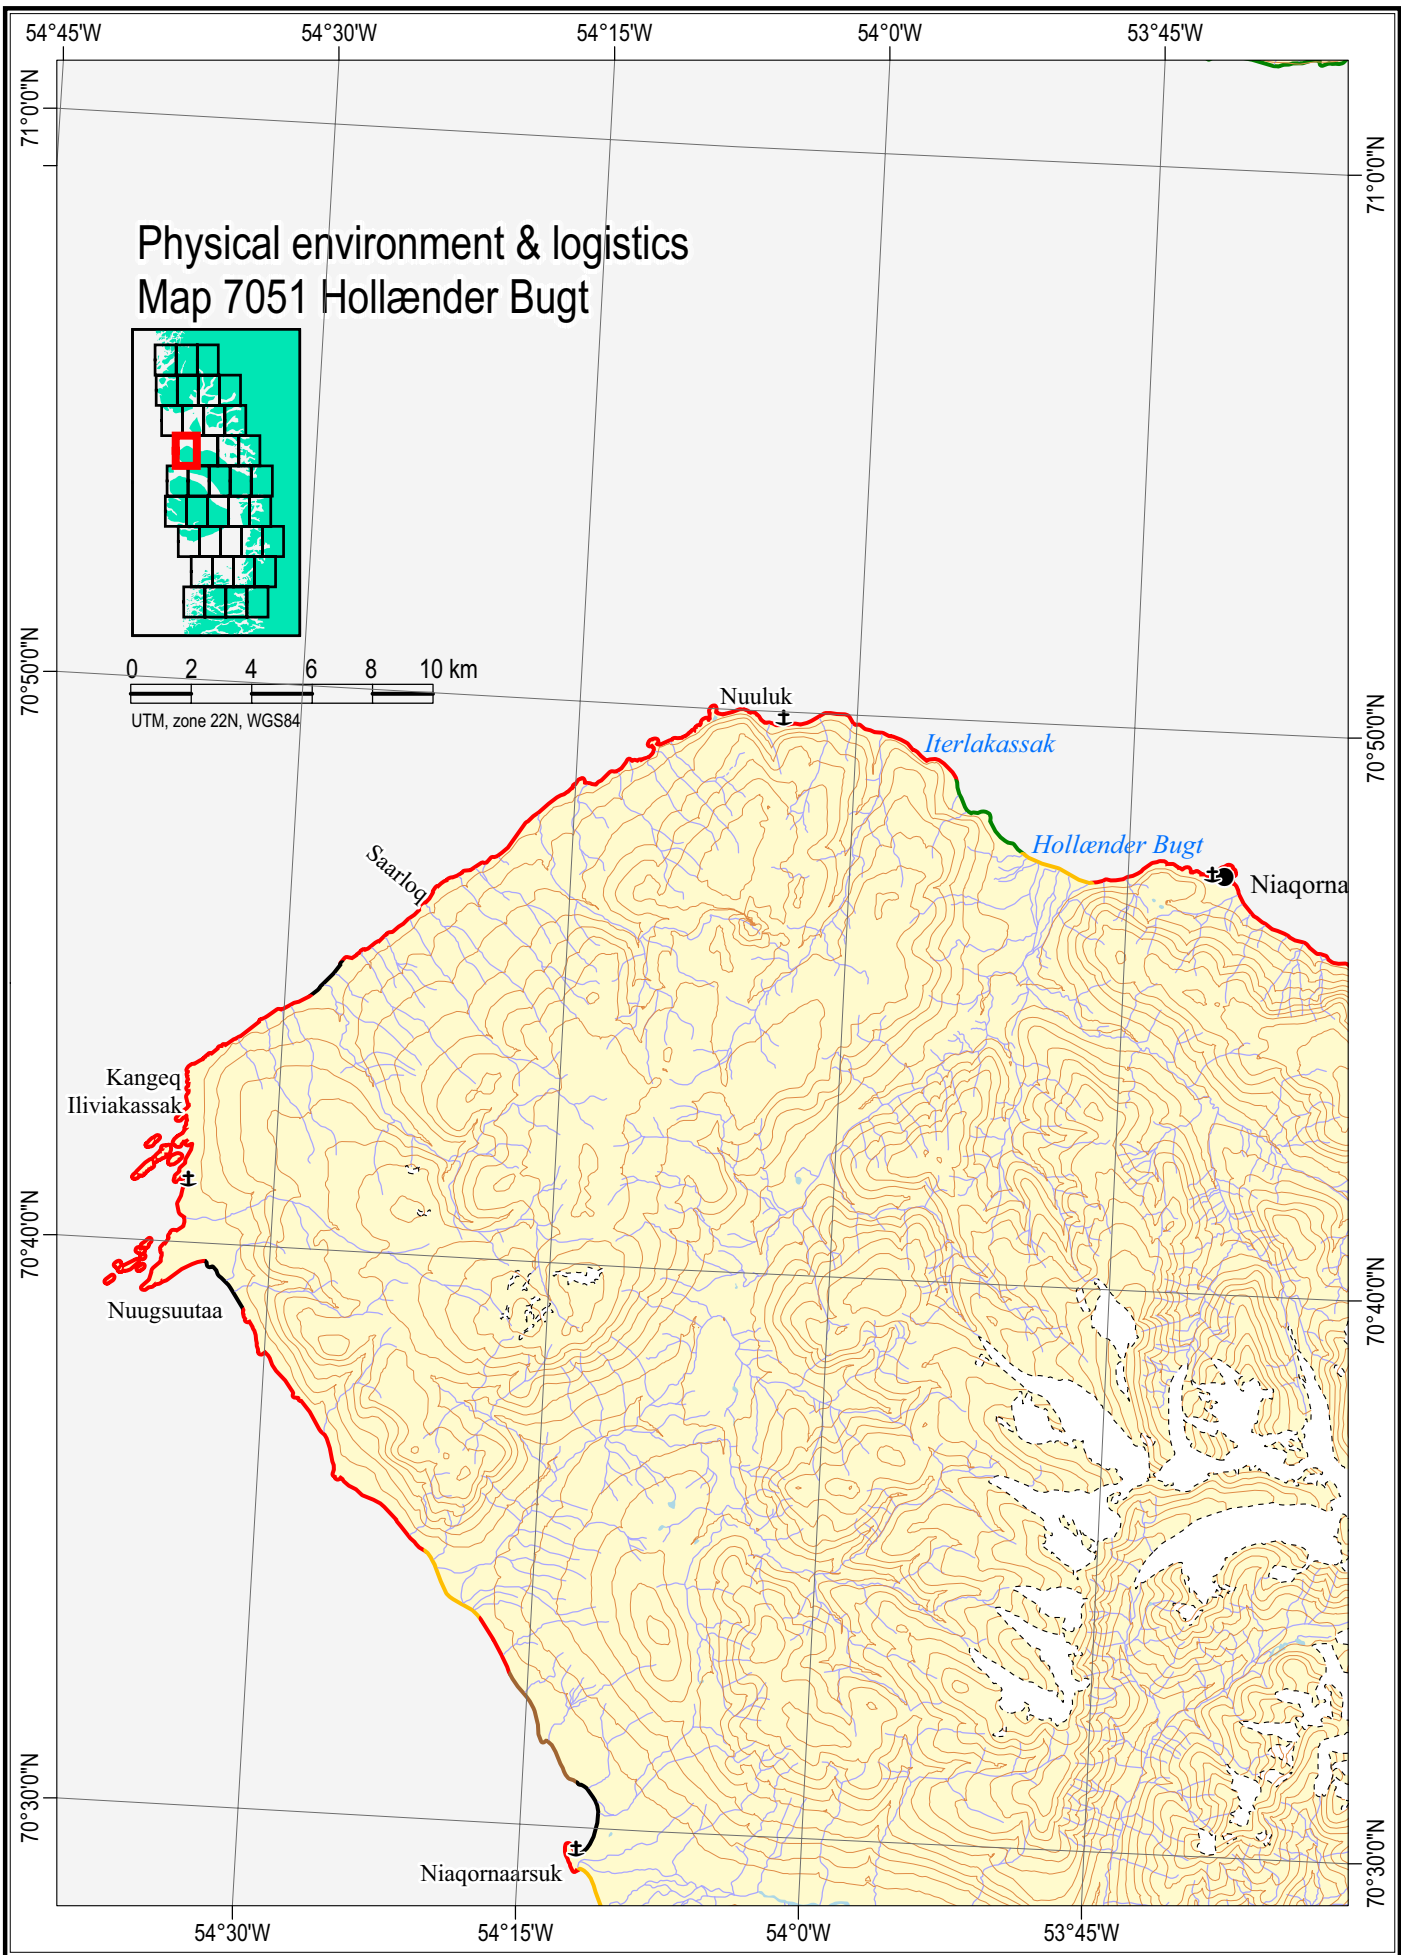 54°45'W 54°30'W 54°15'W 54°0'W 53°45'W
71°0'0"N
71°0'0"N
Physical environment & logistics
Map 7051 Hollænder Bugt
0 2 4 6 8 10 km
UTM, zone 22N, WGS84
70°50'0"N
70°50'0"N
Nuuluk
Iterlakassak
Hollænder Bugt
Niaqorna
Saarloq
Kangeq
Iliviakassak
70°40'0"N
70°40'0"N
Nuugsuutaa
70°30'0"N
70°30'0"N
Niaqornaarsuk
54°30'W 54°15'W 54°0'W 53°45'W